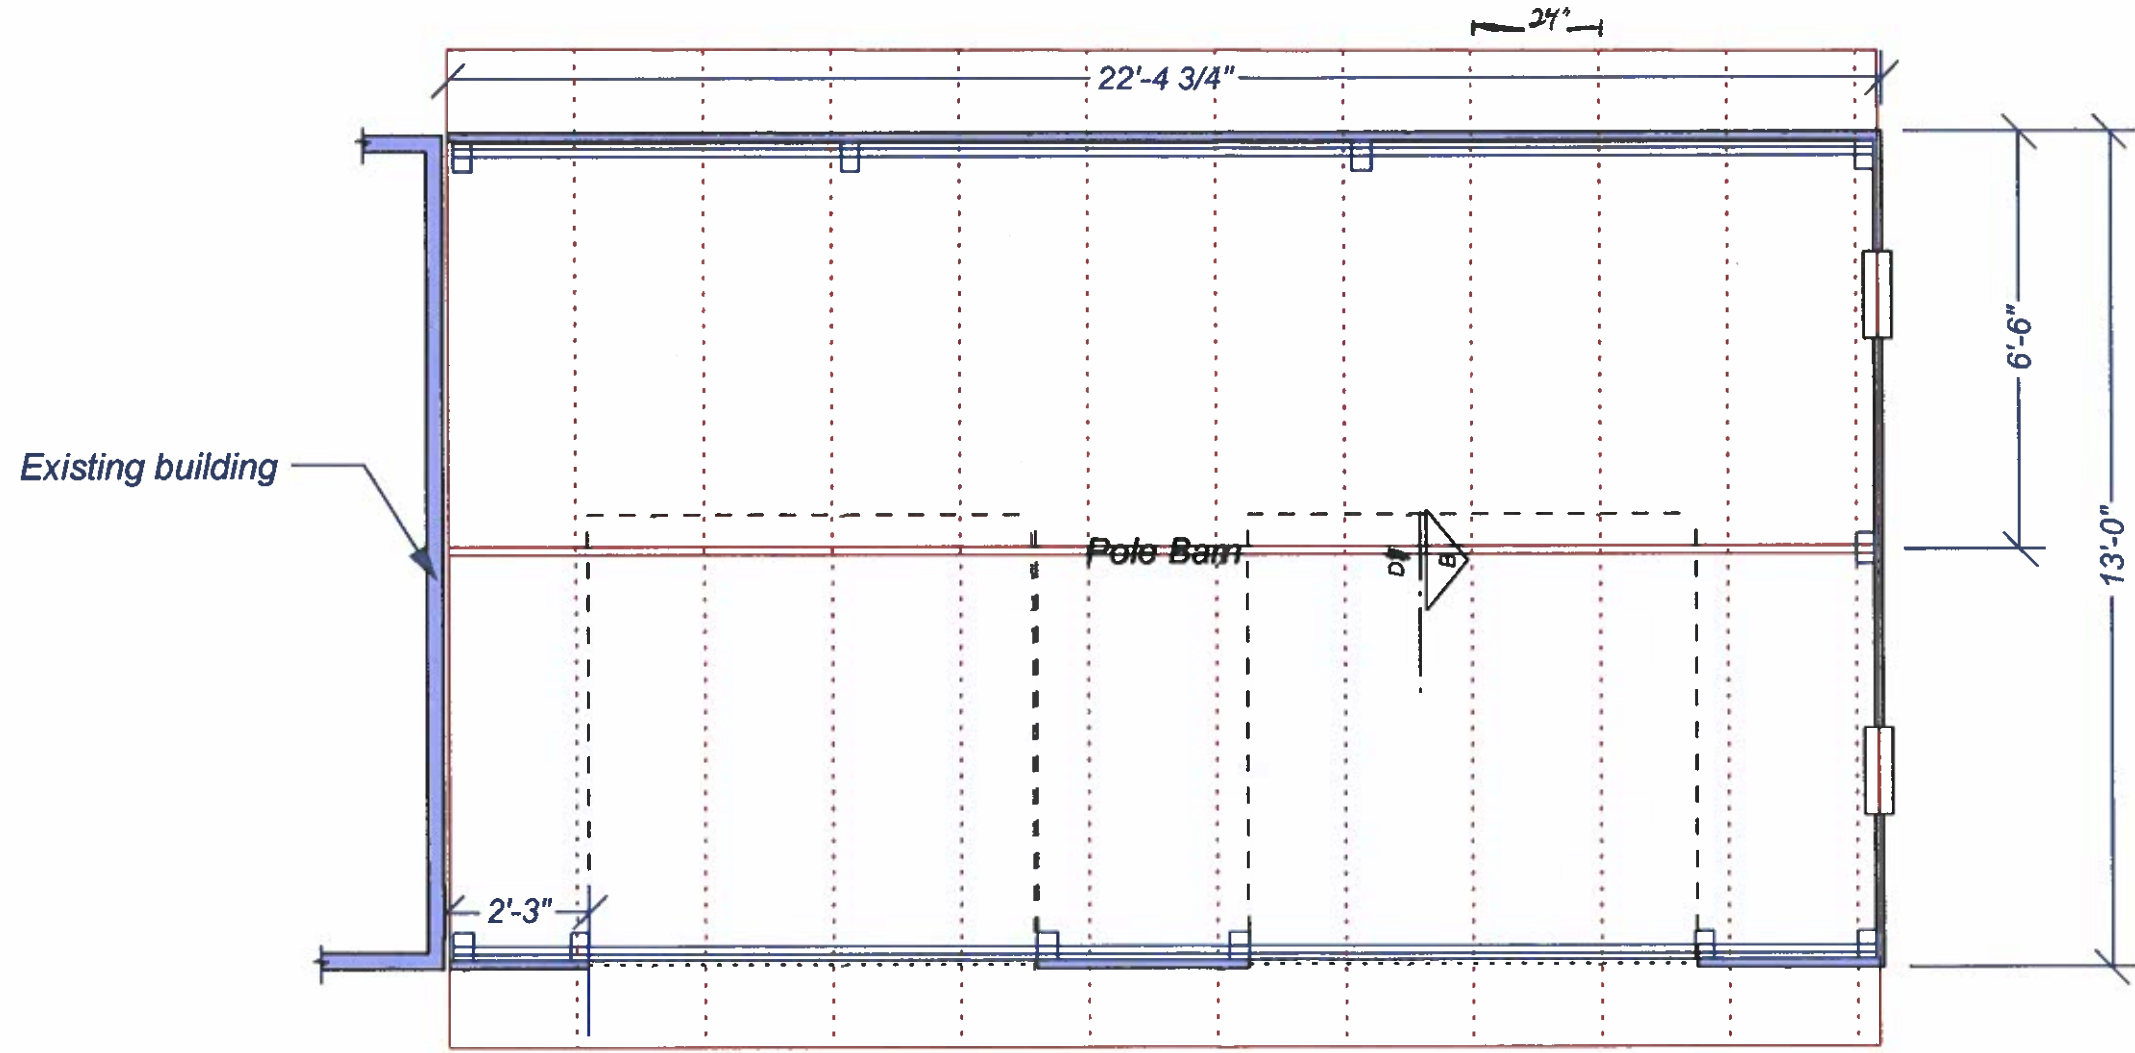 24"
22'-4 3/4"
6'-6"
Existing building
Pole Barn
B
13'-0"
2'-3"